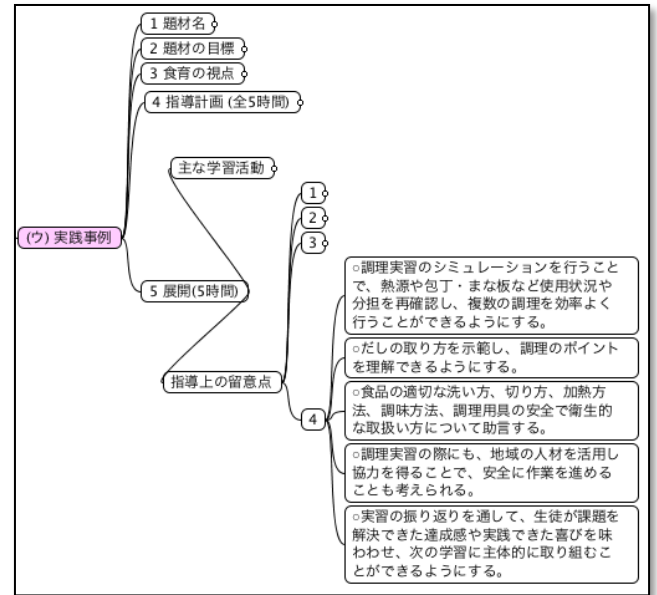 1 題材名
2 題材の目標
3 食育の視点
4 指導計画 (全5時間)
主な学習活動
1
2
3
(ウ) 実践事例
5 展開(5時間)
○調理実習のシミュレーションを行うこと
で、熱源や包丁・まな板など使用状況や
分担を再確認し、複数の調理を効率よく
行うことができるようにする。
○だしの取り方を示範し、調理のポイント
を理解できるようにする。
指導上の留意点
4
○食品の適切な洗い方、切り方、加熱方
法、調味方法、調理用具の安全で衛生的
な取扱い方について助言する。
○調理実習の際にも、地域の人材を活用し
協力を得ることで、安全に作業を進める
ことも考えられる。
○実習の振り返りを通して、生徒が課題を
解決できた達成感や実践できた喜びを味
わわせ、次の学習に主体的に取り組むこ
とができるようにする。